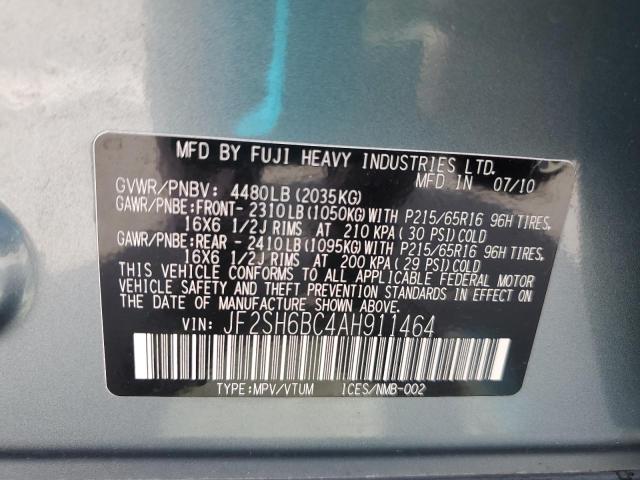 MFD BY FUJI HEAVY INDUSTRIES LTD.
MFD IN 07/10
GVWR/PNBV: 4480LB (2035KG)
GAWR/PNBE:FRONT- 2310LB (1050KG)WITH P215/65R16 96H TIRES,
16X6 1/2J RIMS AT 210 KPA ( 30 PSI)COLD
GAWR/PNBE:REAR - 2410LB (1095KG)WITH P215/65R16 96H TIRES,
16X6 1/2J RIMS AT 200 KPA ( 29 PSI)COLD
THIS VEHICLE CONFORMS TO ALL APPLICABLE FEDERAL MOTOR
VEHICLE SAFETY AND THEFT PREVENTION STANDARDS IN EFFECT ON
THE DATE OF MANUFACTURE SHOWN ABOVE.
VIN: JF2SH6BC4AH911464
TYPE:MPV/VTUM ICES/NMB-002